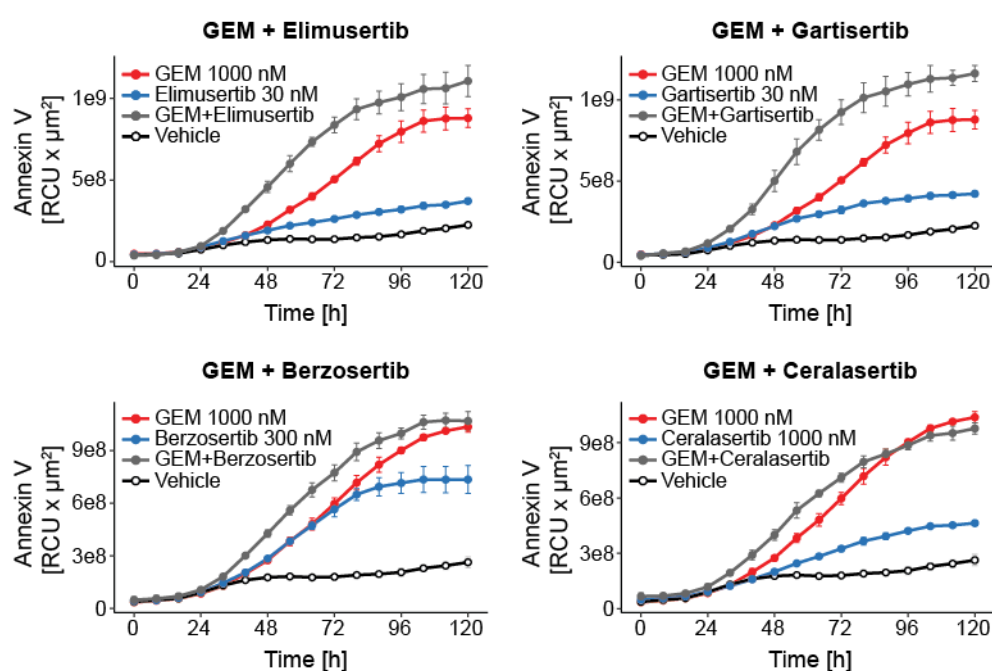 GEM + Elimusertib
GEM 1000 nM
Elimusertib 30 nM
GEM+Elimusertib
Vehicle
Annexin V
[RCU x µm²]
1e9
5e8
0
0 24 48 72 96 120
Time [h]
GEM + Gartisertib
GEM 1000 nM
Gartisertib 30 nM
GEM+Gartisertib
Vehicle
Annexin V
[RCU x µm²]
1e9
5e8
0
0 24 48 72 96 120
Time [h]
GEM + Berzosertib
GEM 1000 nM
Berzosertib 300 nM
GEM+Berzosertib
Vehicle
Annexin V
[RCU x µm²]
9e8
6e8
3e8
0
0 24 48 72 96 120
Time [h]
GEM + Ceralasertib
GEM 1000 nM
Ceralasertib 1000 nM
GEM+Ceralasertib
Vehicle
Annexin V
[RCU x µm²]
9e8
6e8
3e8
0
0 24 48 72 96 120
Time [h]